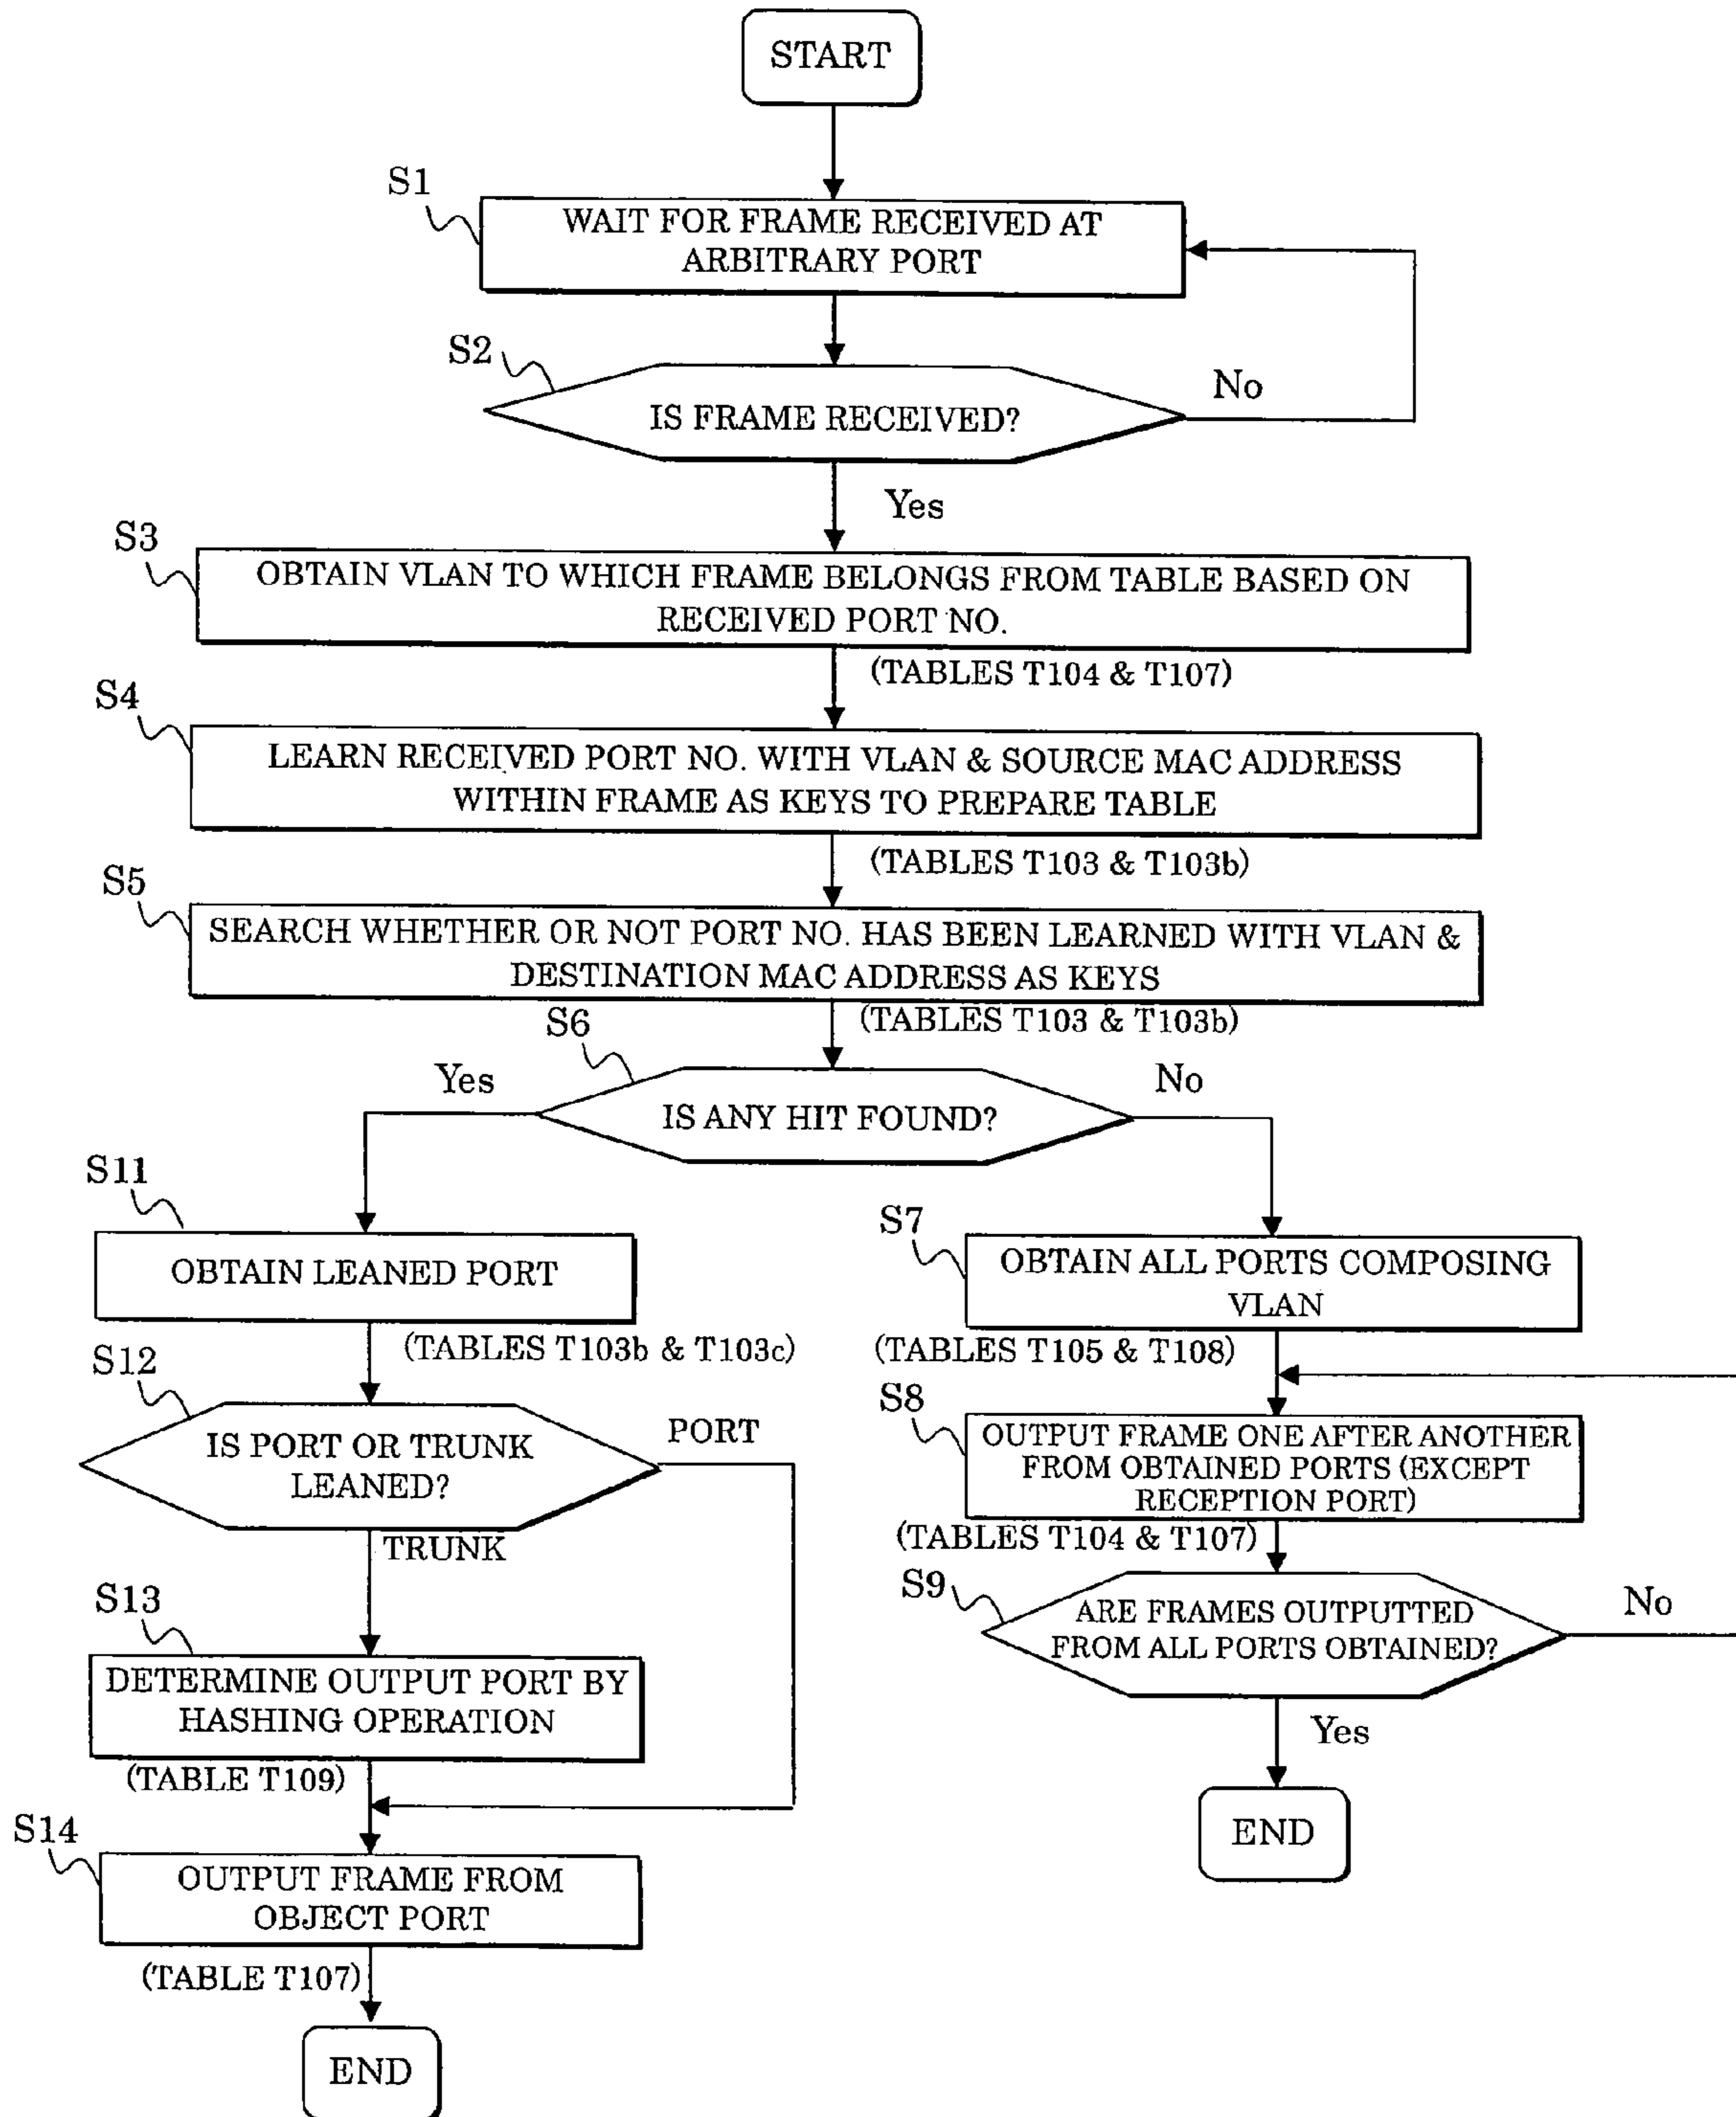 START
S1
WAIT FOR FRAME RECEIVED AT
ARBITRARY PORT
S2
IS FRAME RECEIVED?
No
Yes
S3
OBTAIN VLAN TO WHICH FRAME BELONGS FROM TABLE BASED ON
RECEIVED PORT NO.
(TABLES T104 & T107)
S4
LEARN RECEIVED PORT NO. WITH VLAN & SOURCE MAC ADDRESS
WITHIN FRAME AS KEYS TO PREPARE TABLE
(TABLES T103 & T103b)
S5
SEARCH WHETHER OR NOT PORT NO. HAS BEEN LEARNED WITH VLAN &
DESTINATION MAC ADDRESS AS KEYS
(TABLES T103 & T103b)
S6
IS ANY HIT FOUND?
Yes
No
S11
OBTAIN LEANED PORT
(TABLES T103b & T103c)
S12
IS PORT OR TRUNK
LEANED?
PORT
TRUNK
S13
DETERMINE OUTPUT PORT BY
HASHING OPERATION
(TABLE T109)
S14
OUTPUT FRAME FROM
OBJECT PORT
(TABLE T107)
END
S7
OBTAIN ALL PORTS COMPOSING
VLAN
(TABLES T105 & T108)
S8
OUTPUT FRAME ONE AFTER ANOTHER
FROM OBTAINED PORTS (EXCEPT
RECEPTION PORT)
(TABLES T104 & T107)
S9
ARE FRAMES OUTPUTTED
FROM ALL PORTS OBTAINED?
No
Yes
END